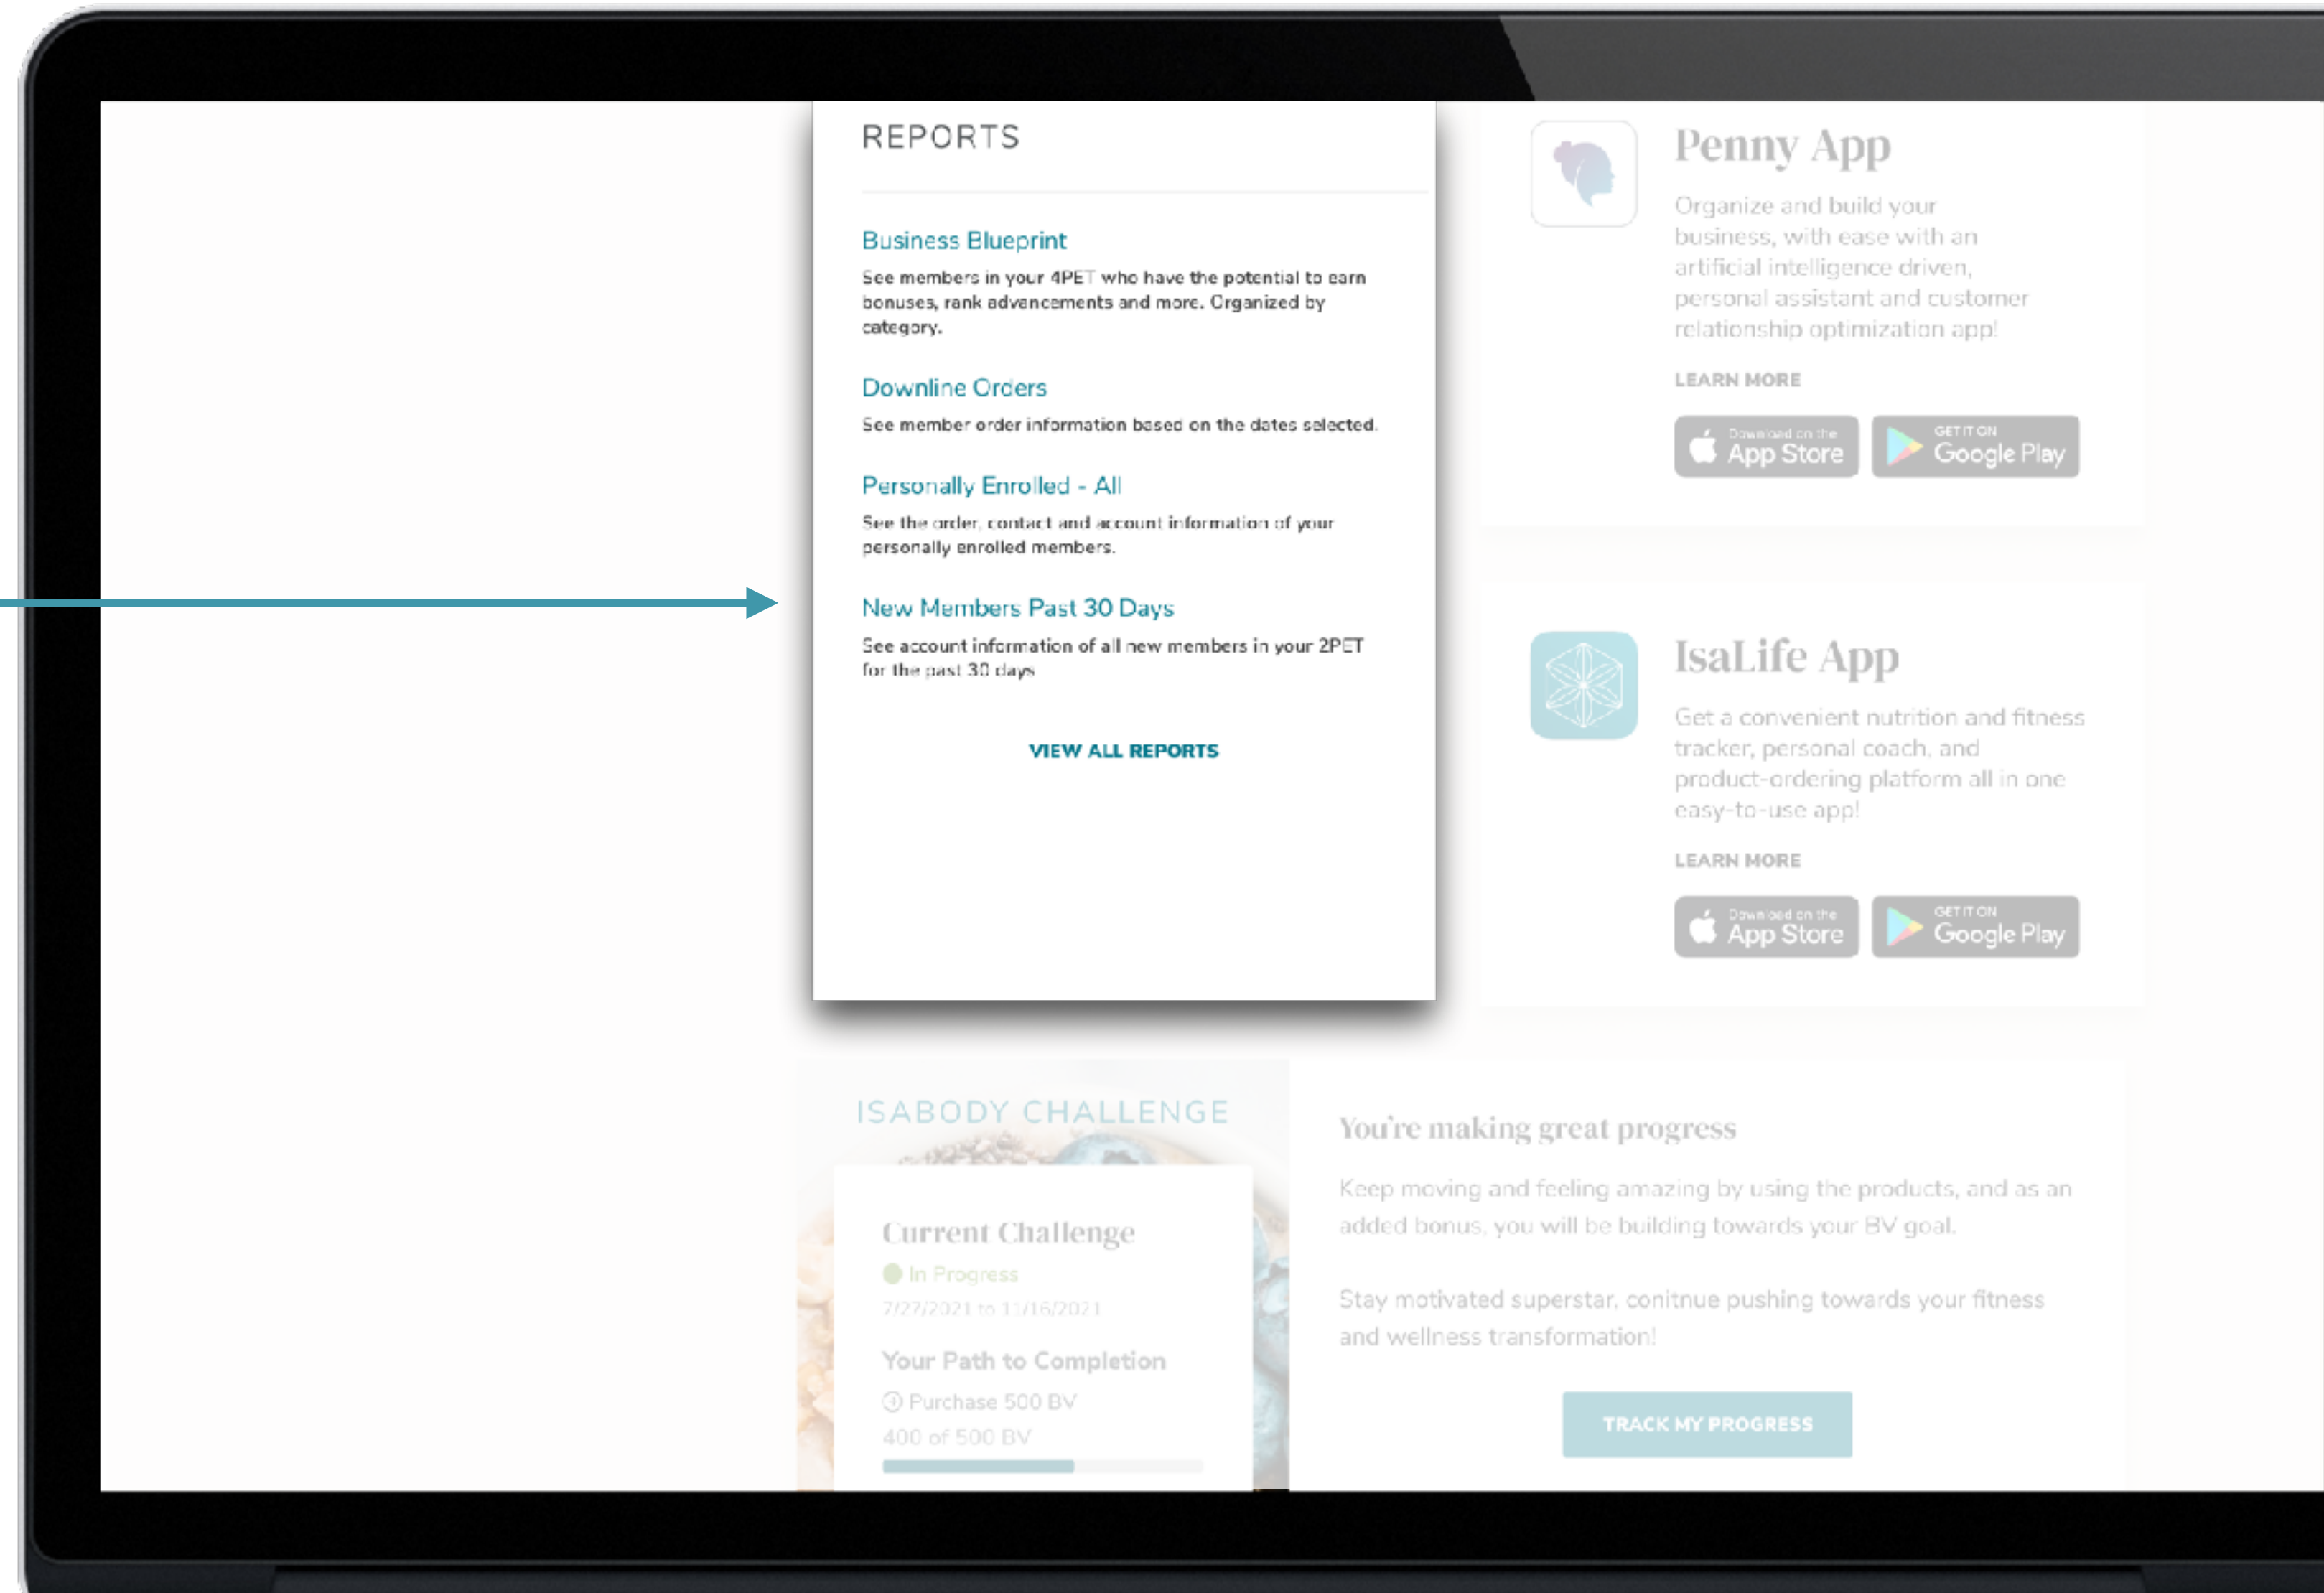 REPORTS
Business Blueprint
See members in your 4PET who have the potential to earn
bonuses, rank advancements and more. Organized by
category.
Downline Orders
See member order information based on the dates selected.
Personally Enrolled - All
See the order, contact and account information of your
personally enrolled members.
New Members Past 30 Days
See account information of all new members in your 2PET
for the past 30 days
VIEW ALL REPORTS
Penny App
Organize and build your
business, with ease with an
artificial intelligence driven,
personal assistant and customer
relationship optimization app!
LEARN MORE
Download on the
App Store
GET IT ON
Google Play
IsaLife App
Get a convenient nutrition and fitness
tracker, personal coach, and
product-ordering platform all in one
easy-to-use app!
LEARN MORE
Download on the
App Store
GET IT ON
Google Play
ISABODY CHALLENGE
Current Challenge
In Progress
7/27/2021 to 11/16/2021
Your Path to Completion
Purchase 500 BV
400 of 500 BV
You're making great progress
Keep moving and feeling amazing by using the products, and as an
added bonus, you will be building towards your BV goal.
Stay motivated superstar, conitnue pushing towards your fitness
and wellness transformation!
TRACK MY PROGRESS